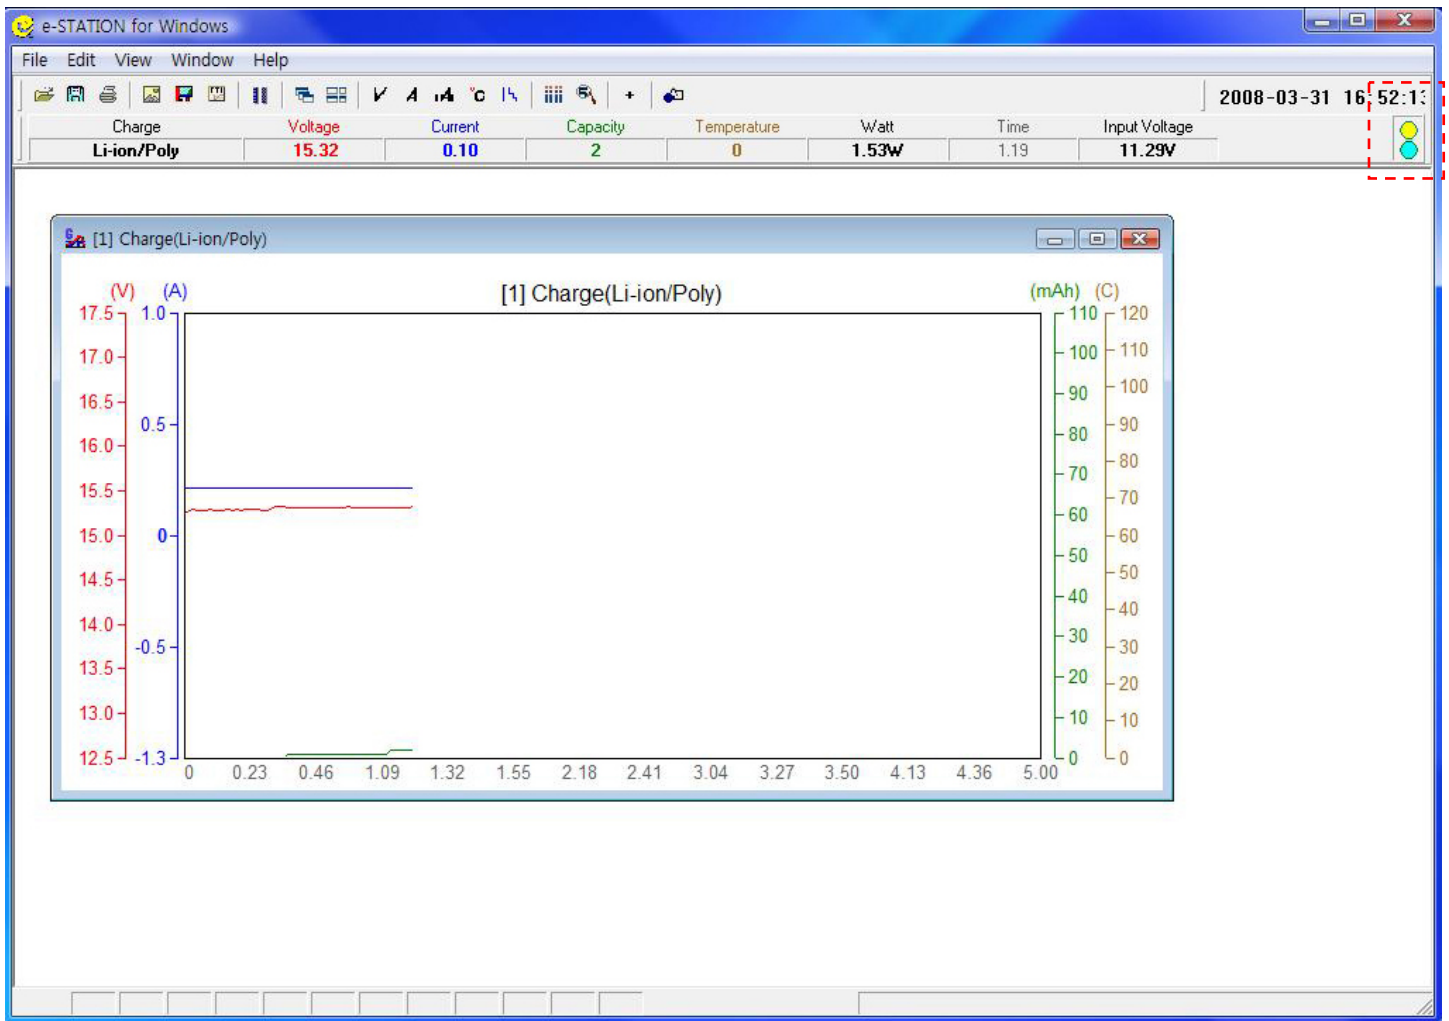 e-STATION for Windows
File Edit View Window Help
2008-03-31 16:52:13
Charge Voltage Current Capacity Temperature Watt Time Input Voltage
Li-ion/Poly 15.32 0.10 2 0 1.53W 1.19 11.29V
[1] Charge(Li-ion/Poly)
(V) (A) [1] Charge(Li-ion/Poly) (mAh) (C)
17.5 1.0 110 120
17.0 100 110
16.5 90 100
0.5 90
16.0 80 80
15.5 70 70
15.0 0 60 60
14.5 50 50
14.0 40 40
-0.5 30 30
13.5 20 20
13.0 10 10
12.5 -1.3 0 0
0 0.23 0.46 1.09 1.32 1.55 2.18 2.41 3.04 3.27 3.50 4.13 4.36 5.00